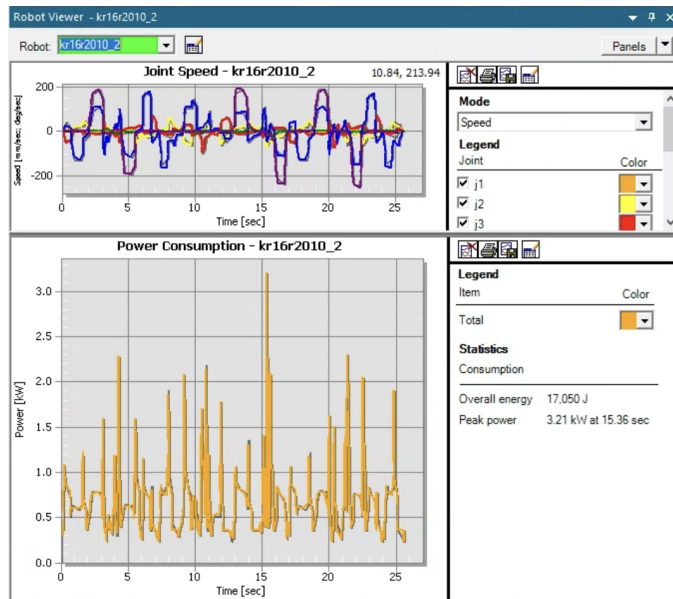 Robot Viewer - kr16r2010_2
Robot: kr16r2010_2
Panels
Joint Speed - kr16r2010_2
10.84, 213.94
Speed [mm/sec; deg/sec]
200
0
-200
0 5 10 15 20 25
Time [sec]
Mode
Speed
Legend
Joint Color
j1
j2
j3
Power Consumption - kr16r2010_2
Power [kW]
3.0
2.5
2.0
1.5
1.0
0.5
0.0
0 5 10 15 20 25
Time [sec]
Legend
Item Color
Total
Statistics
Consumption
Overall energy 17,050 J
Peak power 3.21 kW at 15.36 sec